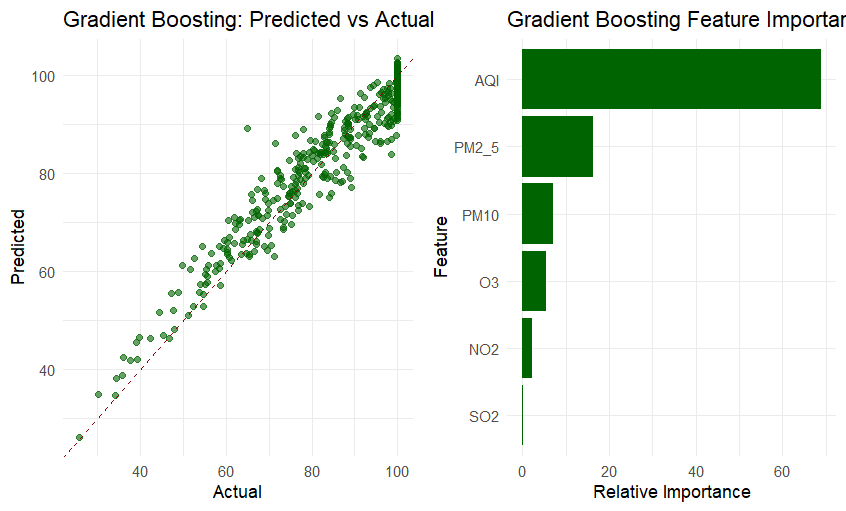 Gradient Boosting: Predicted vs Actual
100
80
60
40
Predicted
40 60 80 100
Actual
Gradient Boosting Feature Importan
AQI
PM2_5
PM10
O3
NO2
SO2
Feature
0 20 40 60
Relative Importance